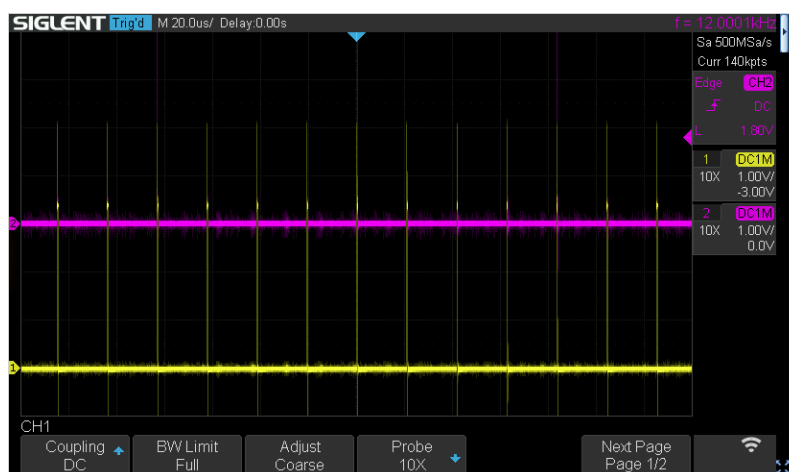 SIGLENT Trig'd M 20.0us/ Delay:0.00s f = 12.0001kHz
Sa 500MSa/s
Curr 140kpts
Edge CH2
DC
L 1.80V
1 DC1M
10X 1.00V/
-3.00V
2 DC1M
10X 1.00V/
0.0V
2
1
CH1
Coupling BW Limit Adjust Probe Next Page
DC Full Coarse 10X Page 1/2